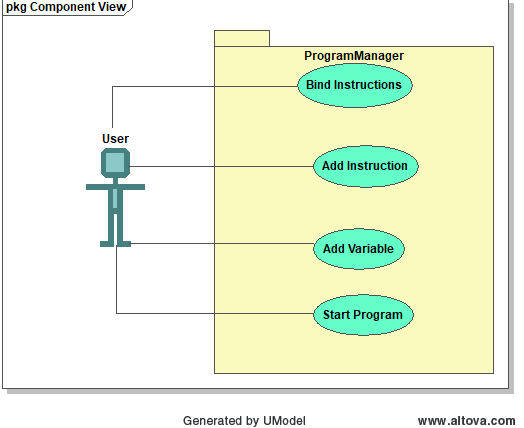 pkg Component View
ProgramManager
Bind Instructions
User
Add Instruction
Add Variable
Start Program
Generated by UModel
www.altova.com